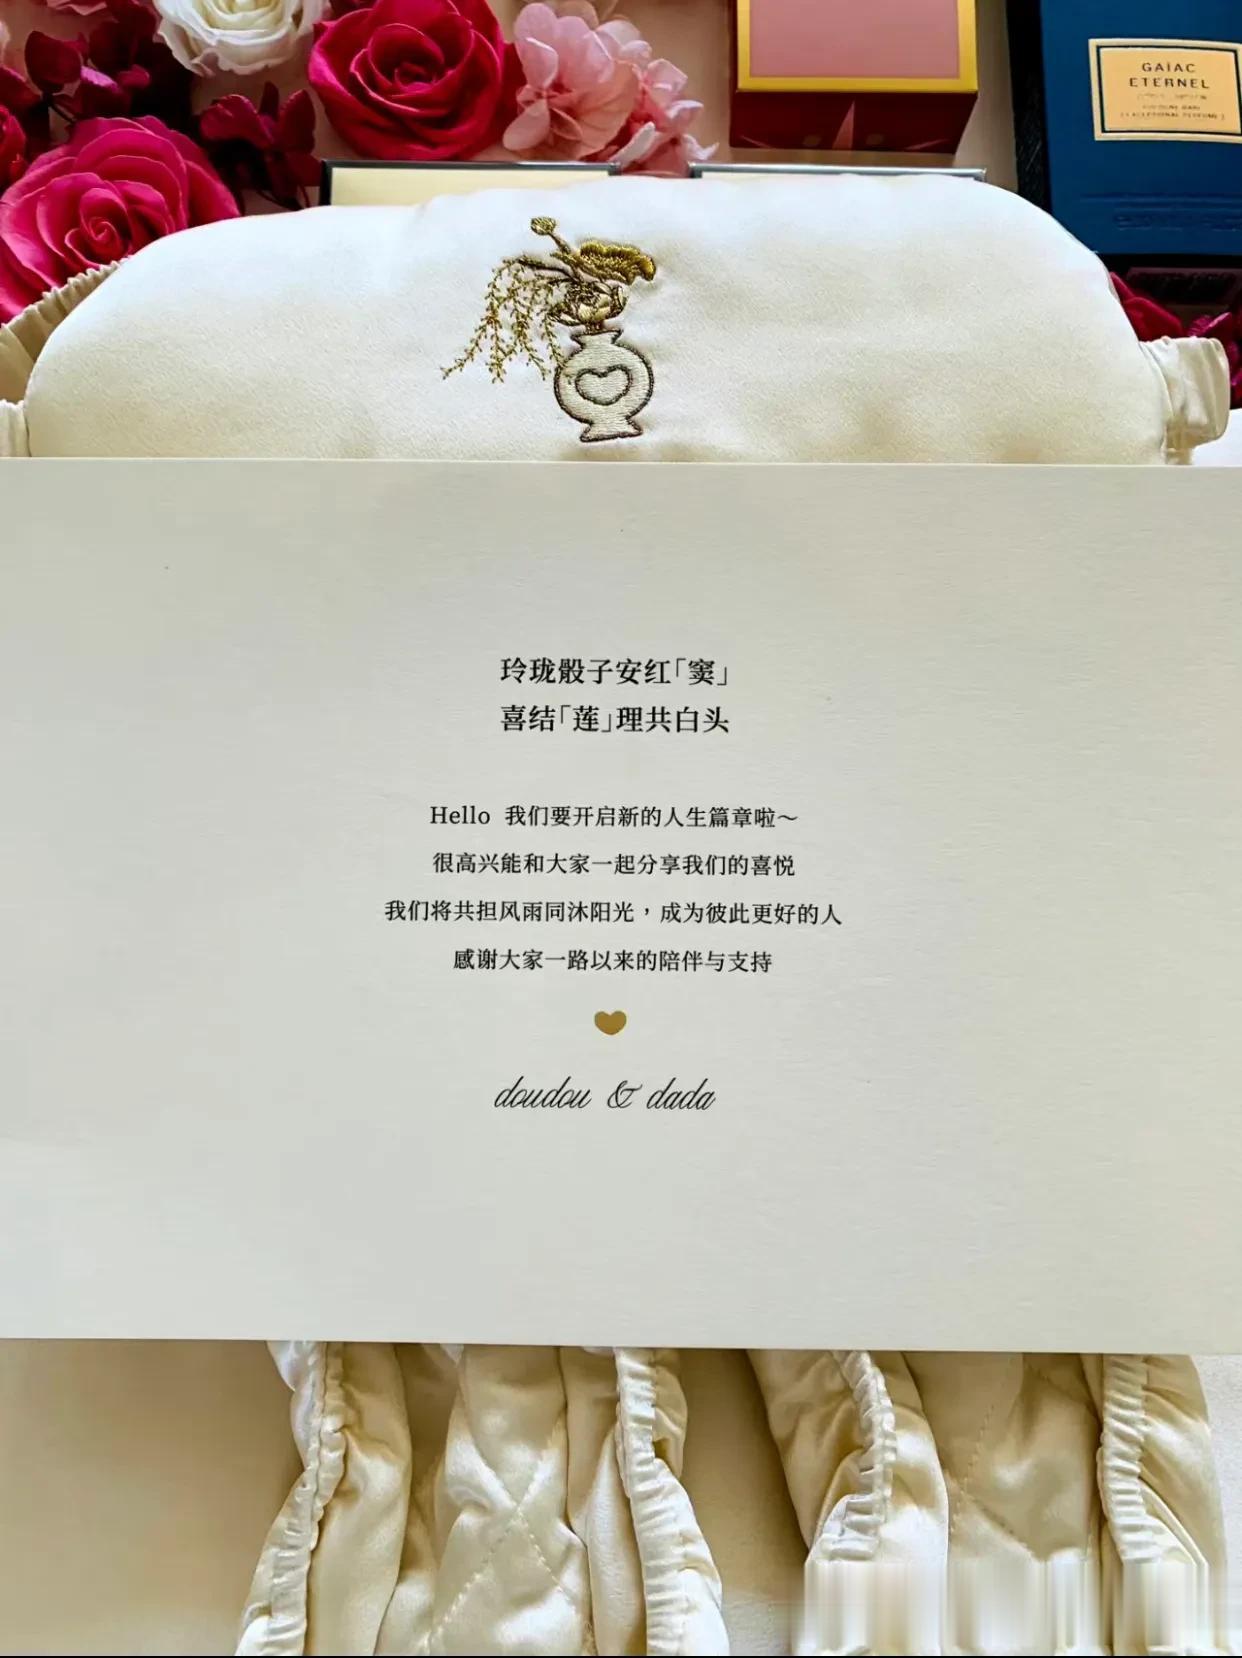 GAÏAC
ETERNEL
玲珑骰子安红「窦」
喜结「莲」理共白头
Hello 我们要开启新的人生篇章啦～
很高兴能和大家一起分享我们的喜悦
我们将共担风雨同沐阳光，成为彼此更好的人
感谢大家一路以来的陪伴与支持
doudou & dada